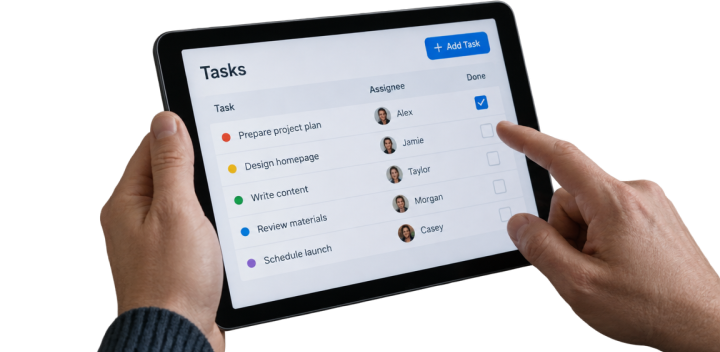 Tasks
+ Add Task
Task Assignee Done
Prepare project plan Alex
Design homepage Jamie
Write content Taylor
Review materials Morgan
Schedule launch Casey